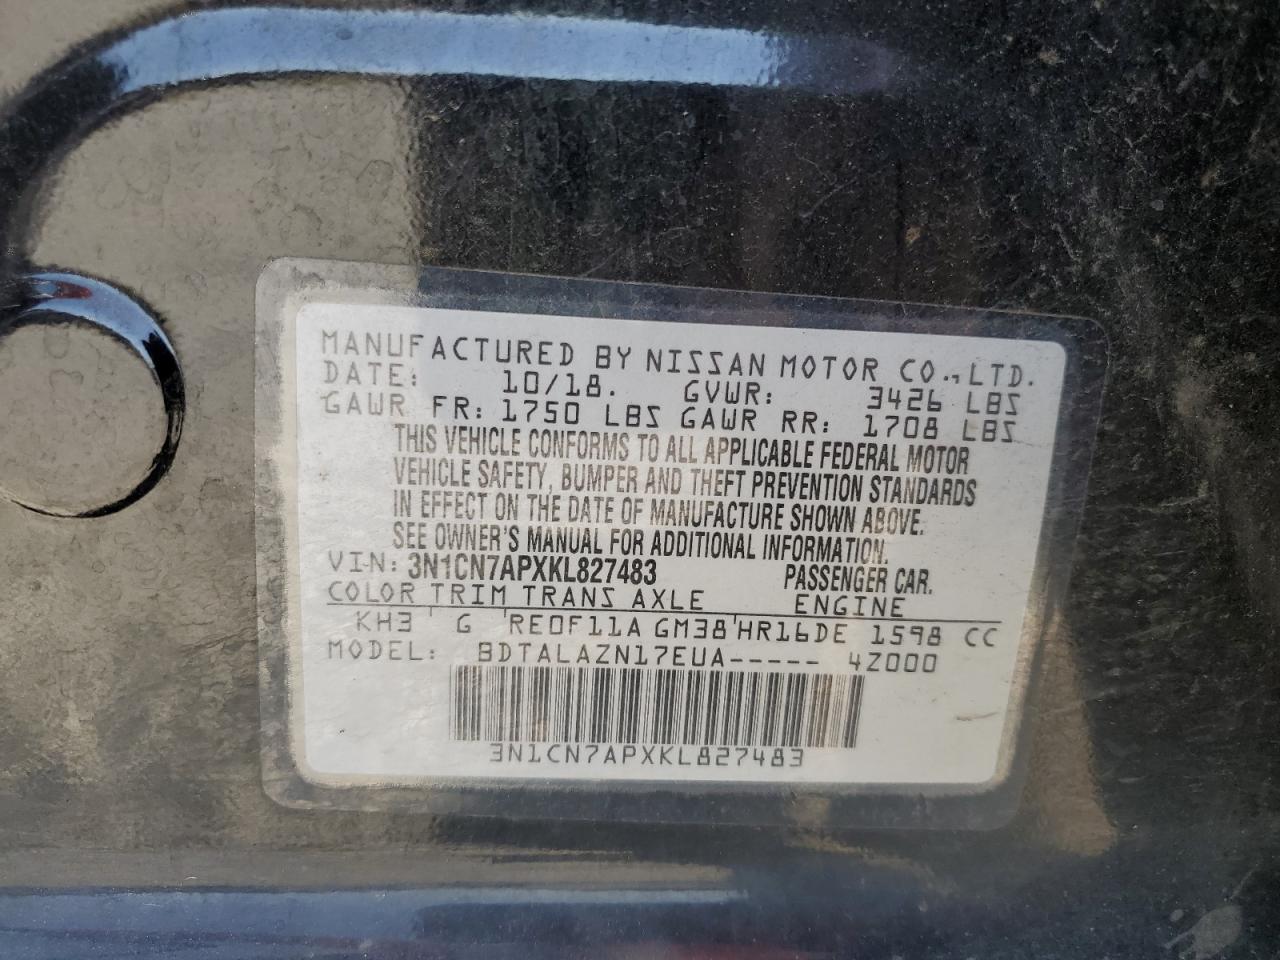 MANUFACTURED BY NISSAN MOTOR CO., LTD.
DATE: 10/18. GVWR: 3426 LBS
GAWR FR: 1750 LBS GAWR RR: 1708 LBS
THIS VEHICLE CONFORMS TO ALL APPLICABLE FEDERAL MOTOR
VEHICLE SAFETY, BUMPER AND THEFT PREVENTION STANDARDS
IN EFFECT ON THE DATE OF MANUFACTURE SHOWN ABOVE.
SEE OWNER'S MANUAL FOR ADDITIONAL INFORMATION.
VIN: 3N1CN7APXKL827483 PASSENGER CAR.
COLOR TRIM TRANS AXLE ENGINE
KH3 ' G 'RE0F11A GM38'HR16DE 1598 CC
MODEL: BDTALAZN17EUA----- 4Z000
3N1CN7APXKL827483